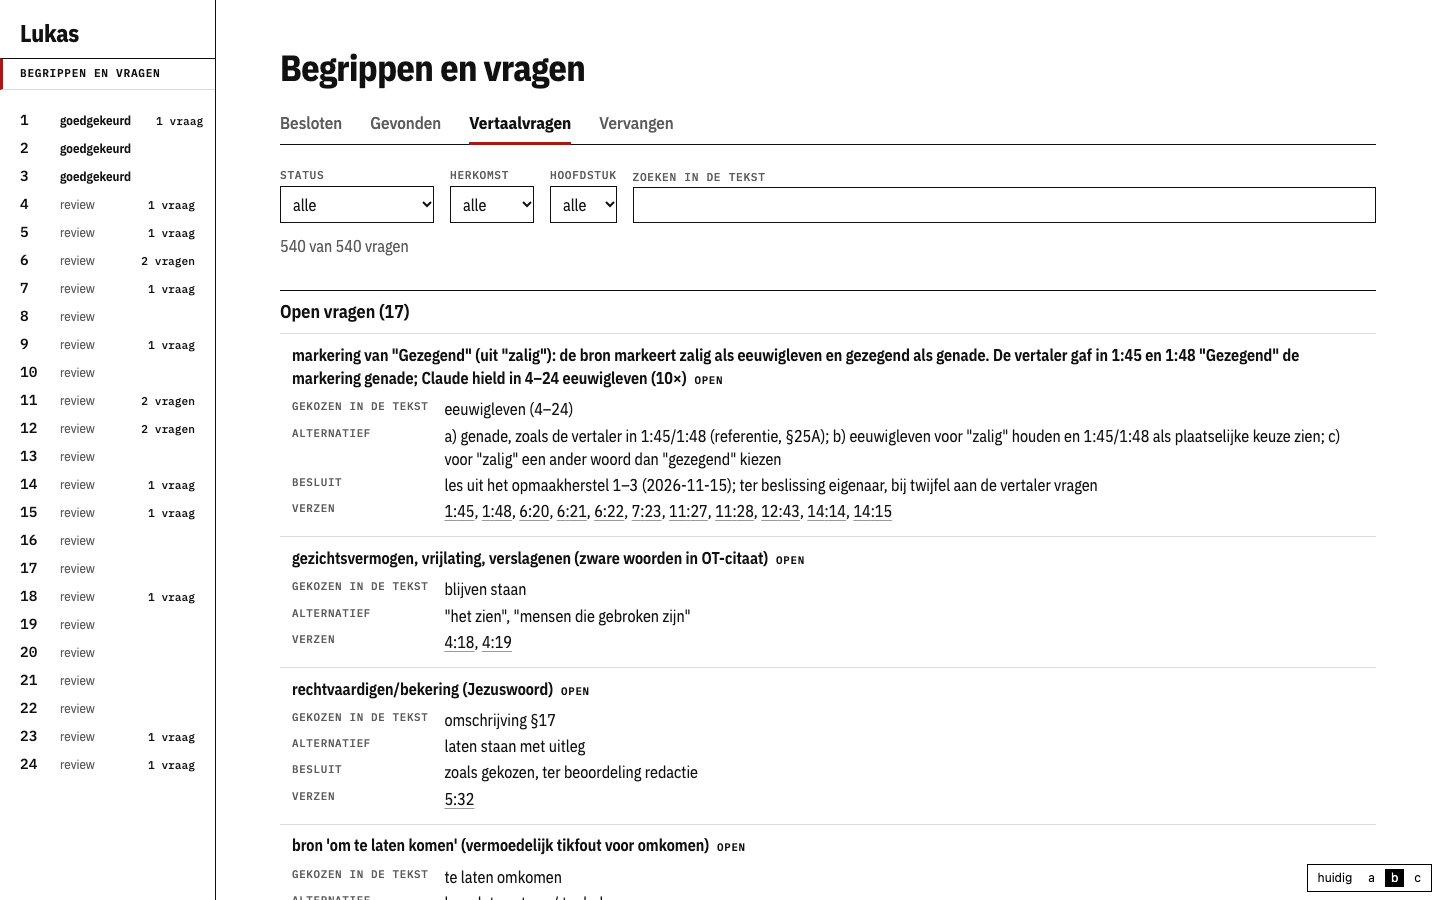 Lukas
BEGRIPPEN EN VRAGEN
1 goedgekeurd 1 vraag
2 goedgekeurd
3 goedgekeurd
4 review 1 vraag
5 review 1 vraag
6 review 2 vragen
7 review 1 vraag
8 review
9 review 1 vraag
10 review
11 review 2 vragen
12 review 2 vragen
13 review
14 review 1 vraag
15 review 1 vraag
16 review
17 review
18 review 1 vraag
19 review
20 review
21 review
22 review
23 review 1 vraag
24 review 1 vraag
Begrippen en vragen
Besloten Gevonden Vertaalvragen Vervangen
STATUS HERKOMST HOOFDSTUK ZOEKEN IN DE TEKST
alle alle alle
540 van 540 vragen
Open vragen (17)
markering van "Gezegend" (uit "zalig"): de bron markeert zalig als eeuwigleven en gezegend als genade. De vertaler gaf in 1:45 en 1:48 "Gezegend" de
markering genade; Claude hield in 4–24 eeuwigleven (10×) OPEN
GEKOZEN IN DE TEKST eeuwigleven (4–24)
ALTERNATIEF a) genade, zoals de vertaler in 1:45/1:48 (referentie, §25A); b) eeuwigleven voor "zalig" houden en 1:45/1:48 als plaatselijke keuze zien; c)
voor "zalig" een ander woord dan "gezegend" kiezen
BESLUIT les uit het opmaakherstel 1–3 (2026-11-15); ter beslissing eigenaar, bij twijfel aan de vertaler vragen
VERZEN 1:45, 1:48, 6:20, 6:21, 6:22, 7:23, 11:27, 11:28, 12:43, 14:14, 14:15
gezichtsvermogen, vrijlating, verslagenen (zware woorden in OT-citaat) OPEN
GEKOZEN IN DE TEKST blijven staan
ALTERNATIEF "het zien", "mensen die gebroken zijn"
VERZEN 4:18, 4:19
rechtvaardigen/bekering (Jezuswoord) OPEN
GEKOZEN IN DE TEKST omschrijving §17
ALTERNATIEF laten staan met uitleg
BESLUIT zoals gekozen, ter beoordeling redactie
VERZEN 5:32
bron 'om te laten komen' (vermoedelijk tikfout voor omkomen) OPEN
GEKOZEN IN DE TEKST te laten omkomen
huidig a b c